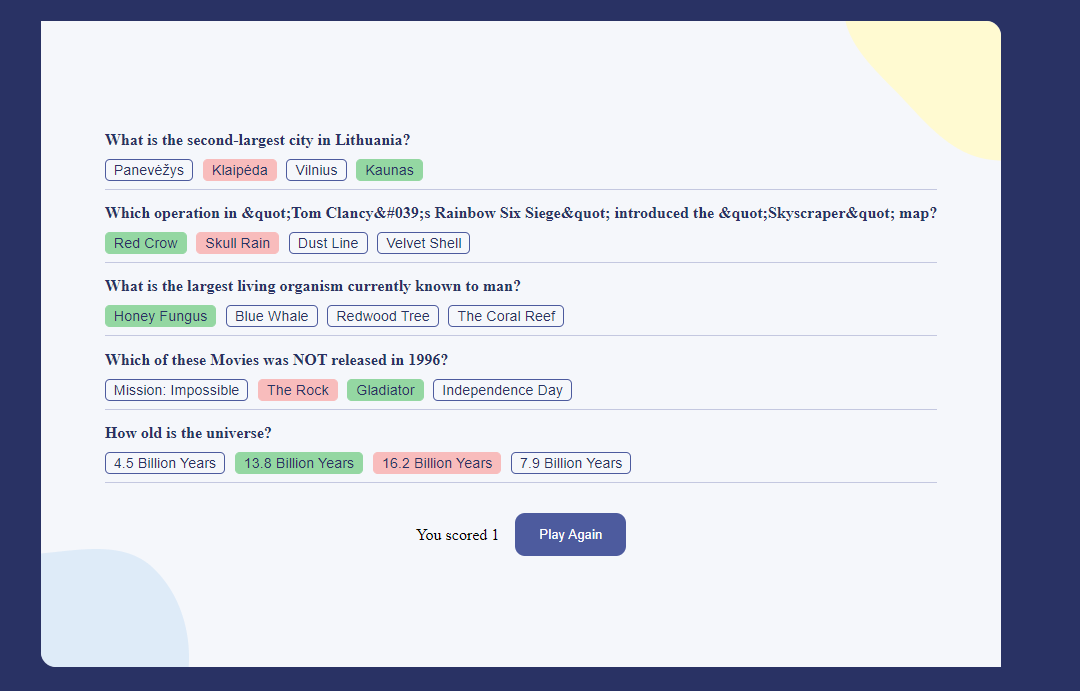 What is the second-largest city in Lithuania?
Panevėžys Klaipėda Vilnius Kaunas
Which operation in &quot;Tom Clancy&#039;s Rainbow Six Siege&quot; introduced the &quot;Skyscraper&quot; map?
Red Crow Skull Rain Dust Line Velvet Shell
What is the largest living organism currently known to man?
Honey Fungus Blue Whale Redwood Tree The Coral Reef
Which of these Movies was NOT released in 1996?
Mission: Impossible The Rock Gladiator Independence Day
How old is the universe?
4.5 Billion Years 13.8 Billion Years 16.2 Billion Years 7.9 Billion Years
You scored 1 Play Again